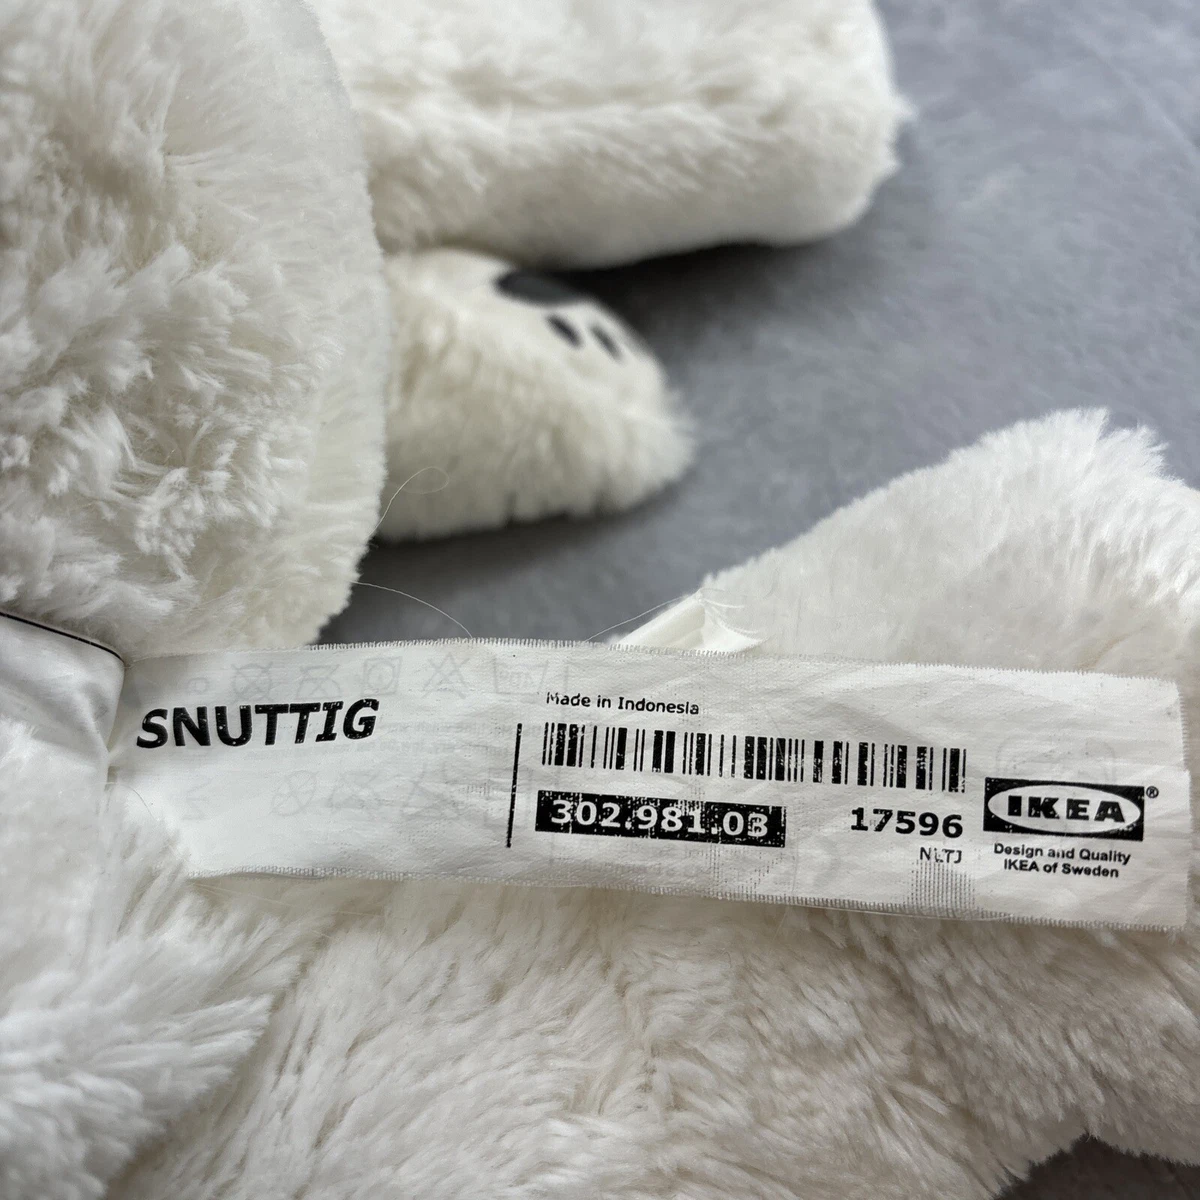 SNUTTIG
Made in Indonesia
302.981.03
17596
NLTJ
IKEA®
Design and Quality
IKEA of Sweden